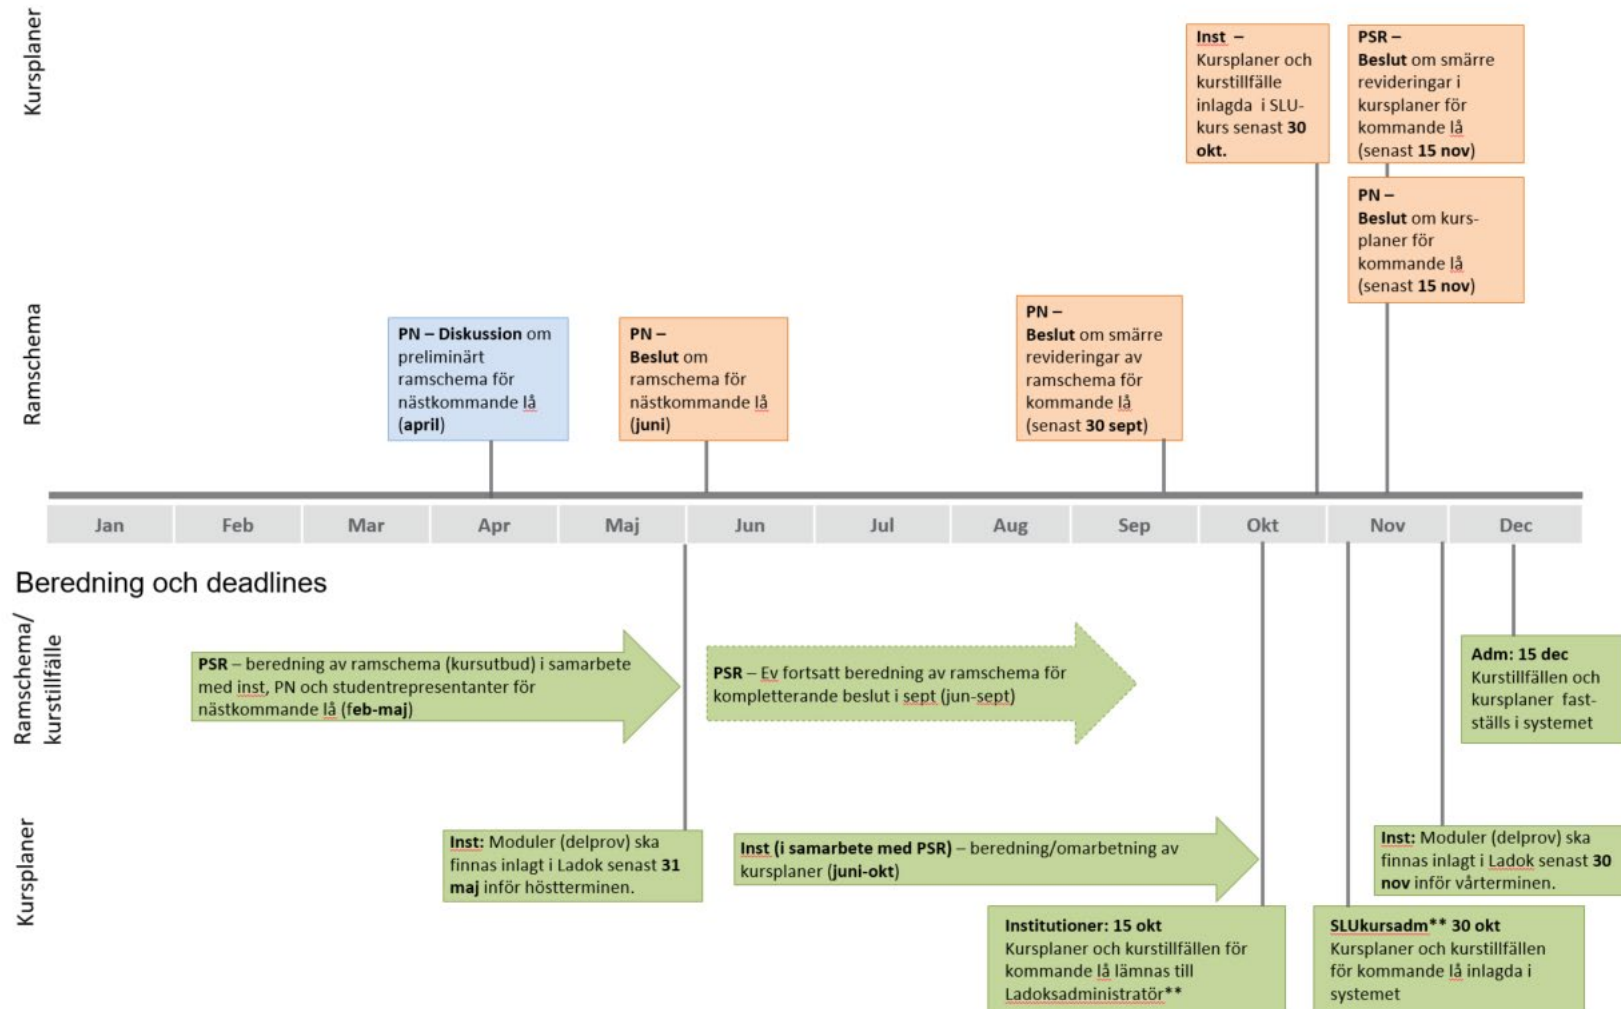 Kursplaner
Inst –
Kursplaner och
kurstillfälle
inlagda i SLU-
kurs senast 30
okt.
PSR –
Beslut om smärre
revideringar i
kursplaner för
kommande lå
(senast 15 nov)
PN –
Beslut om kurs-
planer för
kommande lå
(senast 15 nov)
Ramschema
PN – Diskussion om
preliminärt
ramschema för
nästkommande lå
(april)
PN –
Beslut om
ramschema för
nästkommande lå
(juni)
PN –
Beslut om smärre
revideringar av
ramschema för
kommande lå
(senast 30 sept)
Jan Feb Mar Apr Maj Jun Jul Aug Sep Okt Nov Dec
Beredning och deadlines
Ramschema/
kurstillfälle
PSR – beredning av ramschema (kursutbud) i samarbete
med inst, PN och studentrepresentanter för
nästkommande lå (feb-maj)
PSR – Ev fortsatt beredning av ramschema för
kompletterande beslut i sept (jun-sept)
Adm: 15 dec
Kurstillfällen och
kursplaner fast-
ställs i systemet
Kursplaner
Inst: Moduler (delprov) ska
finnas inlagt i Ladok senast 31
maj inför höstterminen.
Inst (i samarbete med PSR) – beredning/omarbetning av
kursplaner (juni-okt)
Inst: Moduler (delprov) ska
finnas inlagt i Ladok senast 30
nov inför vårterminen.
Institutioner: 15 okt
Kursplaner och kurstillfällen för
kommande lå lämnas till
Ladoksadministratör**
SLUkursadm** 30 okt
Kursplaner och kurstillfällen
för kommande lå inlagda i
systemet